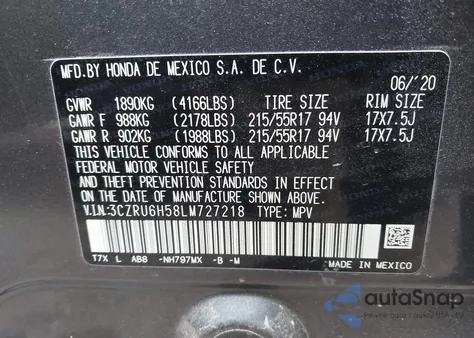 MFD.BY HONDA DE MEXICO S.A. DE C.V.
06/'20
GVWR 1890KG (4166LBS) TIRE SIZE RIM SIZE
GAWR F 988KG (2178LBS) 215/55R17 94V 17X7.5J
GAWR R 902KG (1988LBS) 215/55R17 94V 17X7.5J
THIS VEHICLE CONFORMS TO ALL APPLICABLE
FEDERAL MOTOR VEHICLE SAFETY
STANDARDS IN EFFECT
ON THE DATE OF MANUFACTURE SHOWN ABOVE.
V.I.N:3CZRU6H58LM727218 TYPE: MPV
T7X L AB8 -NH797MX -B -M MADE IN MEXICO
autoSnap